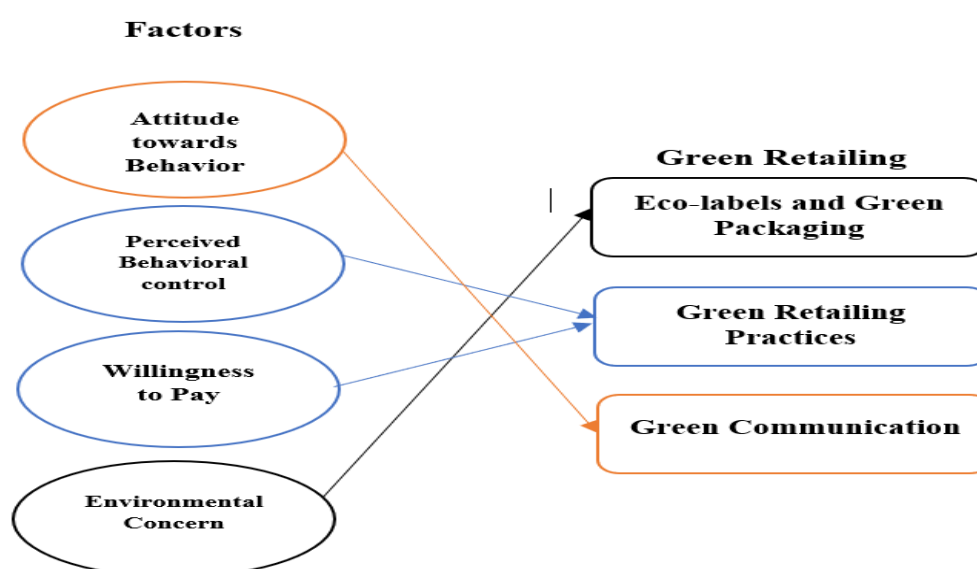 Factors
Attitude
towards
Behavior
Perceived
Behavioral
control
Willingness
to Pay
Environmental
Concern
Green Retailing
Eco-labels and Green
Packaging
Green Retailing
Practices
Green Communication